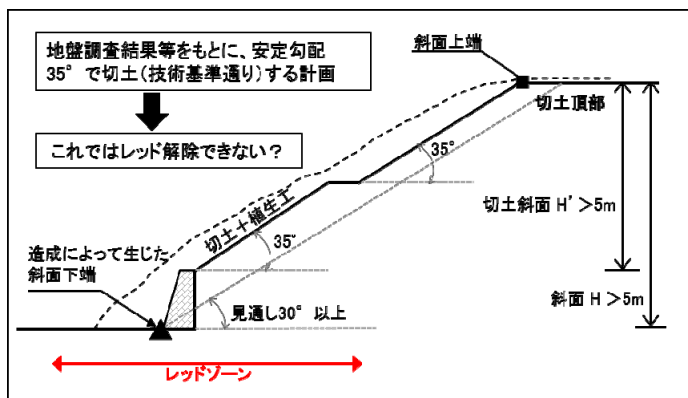 地盤調査結果等をもとに、安定勾配
35°で切土(技術基準通り)する計画
これではレッド解除できない?
斜面上端
切土頂部
35°
切土斜面 H'>5m
切土+植生工
造成によって生じた
斜面下端
35°
見通し30°以上
斜面 H>5m
レッドゾーン